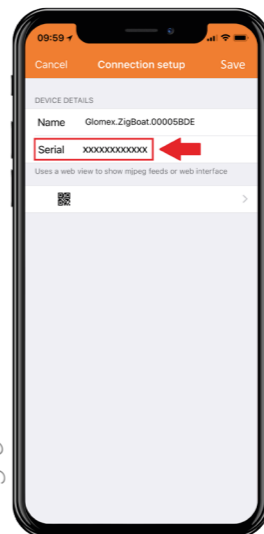 09:59
Cancel Connection setup Save
DEVICE DETAILS
Name Glomex.ZigBoat.00005BDE
Serial xxxxxxxxxxxx
Uses a web view to show mjpeg feeds or web interface